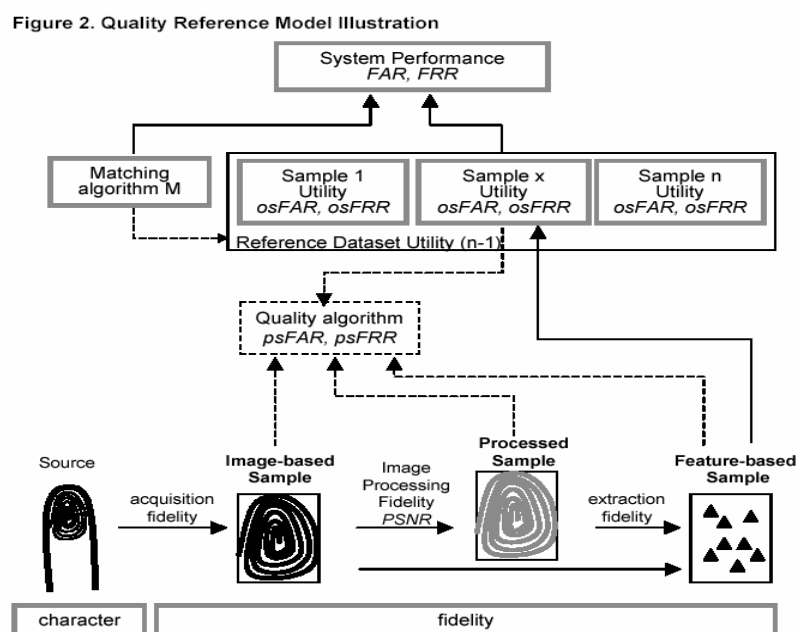 Figure 2. Quality Reference Model Illustration
System Performance
FAR, FRR
Matching
algorithm M
Sample 1
Utility
osFAR, osFRR
Sample x
Utility
osFAR, osFRR
Sample n
Utility
osFAR, osFRR
Reference Dataset Utility (n-1)
Quality algorithm
psFAR, psFRR
Source
acquisition
fidelity
Image-based
Sample
Image
Processing
Fidelity
PSNR
Processed
Sample
extraction
fidelity
Feature-based
Sample
character
fidelity